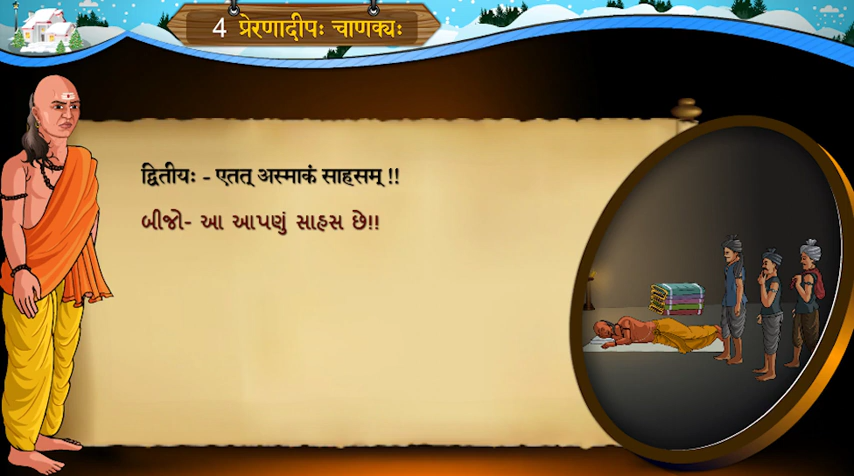 4 प्रेरणादीपः चाणक्यः
द्वितीयः - एतत् अस्माकं साहसम् !!
બીજો- આ આપણું સાહસ છે!!